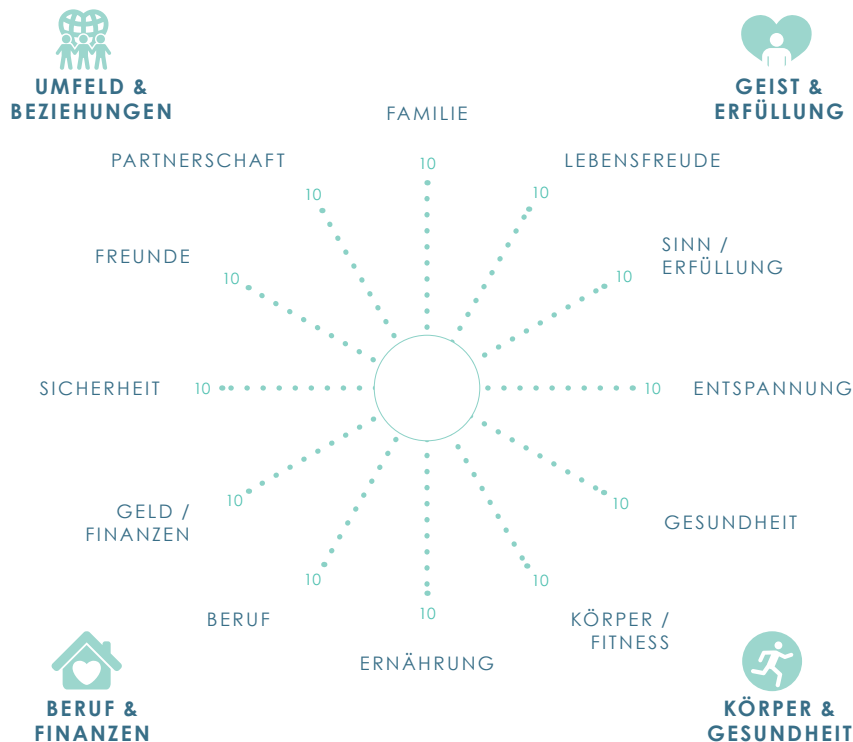 UMFELD &
BEZIEHUNGEN
GEIST &
ERFÜLLUNG
FAMILIE
PARTNERSCHAFT
10
LEBENSFREUDE
10
10
FREUNDE
SINN /
ERFÜLLUNG
10
10
SICHERHEIT
10
10
ENTSPANNUNG
10
10
GELD /
FINANZEN
GESUNDHEIT
10
10
BERUF
10
KÖRPER /
FITNESS
ERNÄHRUNG
BERUF &
FINANZEN
KÖRPER &
GESUNDHEIT